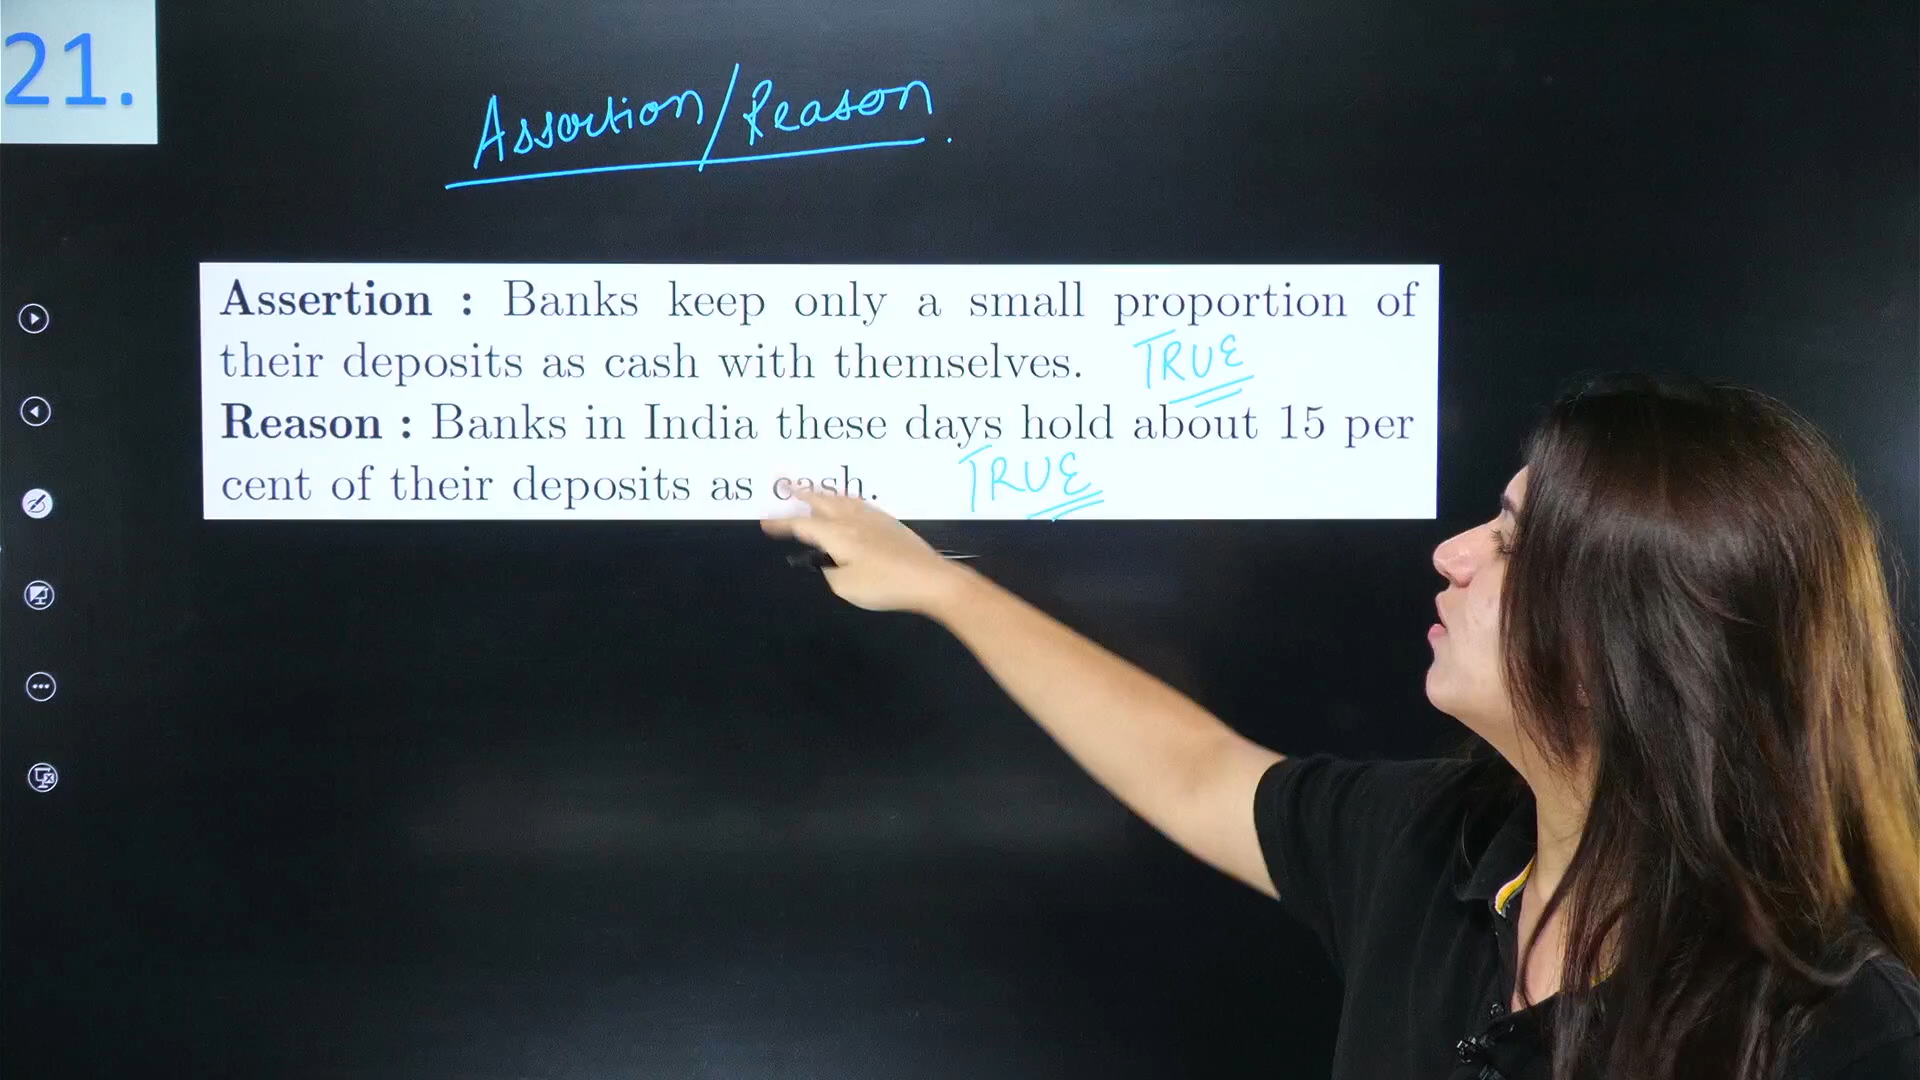 21.
Assertion/Reason.
Assertion : Banks keep only a small proportion of
their deposits as cash with themselves. TRUE
Reason : Banks in India these days hold about 15 per
cent of their deposits as cash. TRUE